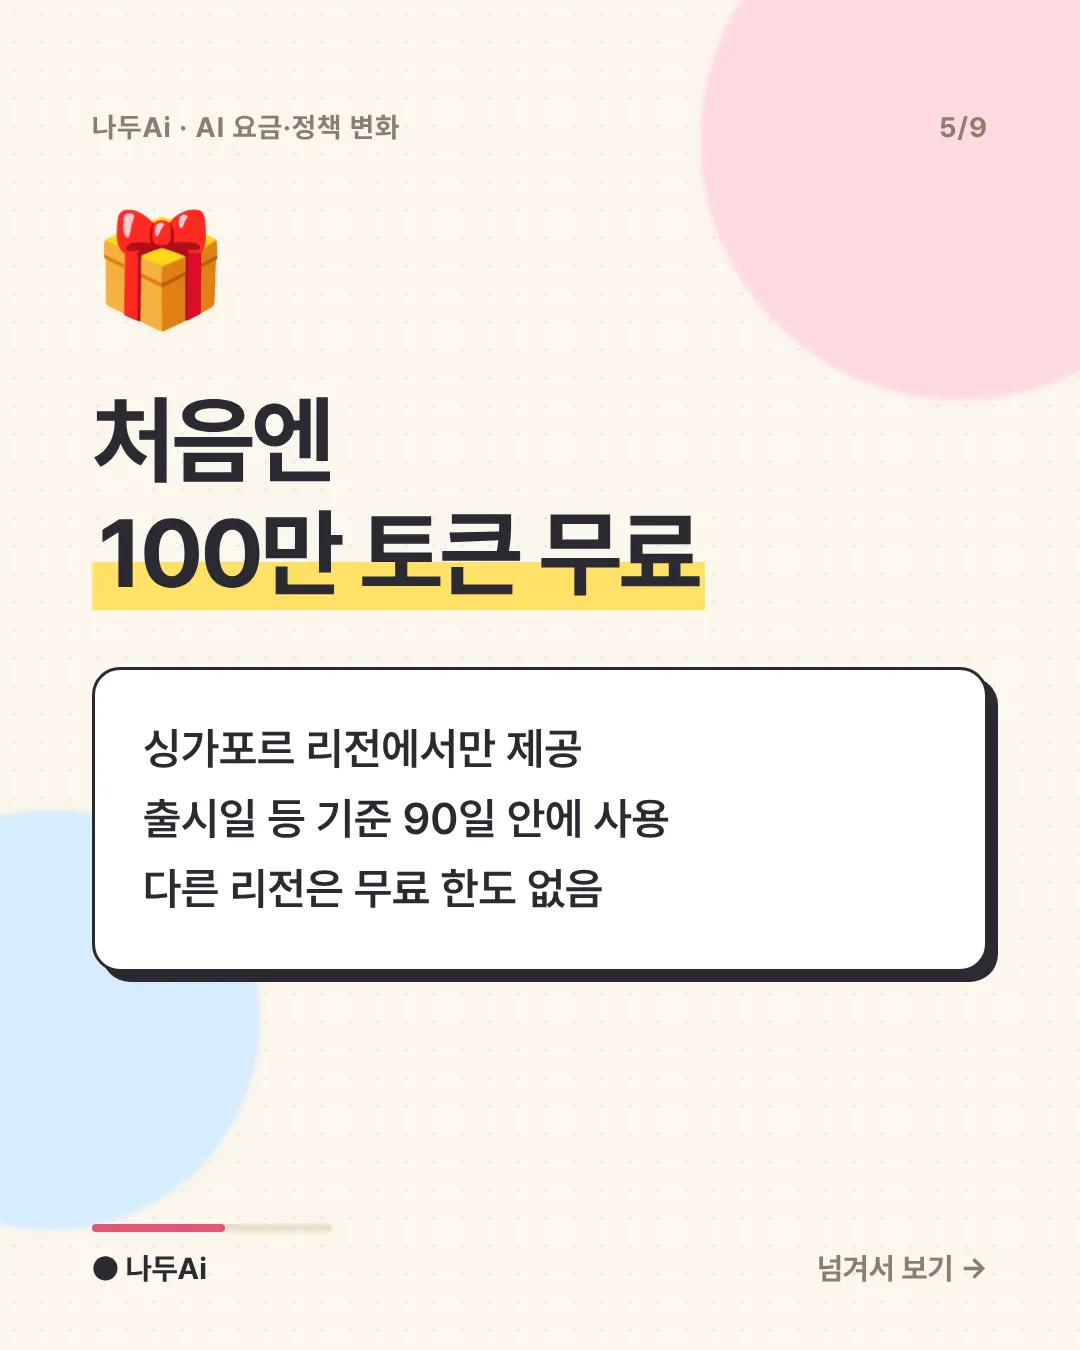 나두Ai · AI 요금·정책 변화
5/9
처음엔
100만 토큰 무료
싱가포르 리전에서만 제공
출시일 등 기준 90일 안에 사용
다른 리전은 무료 한도 없음
나두Ai
넘겨서 보기 →